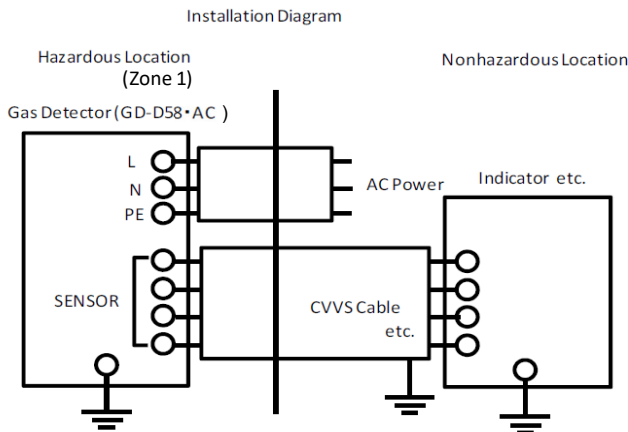 Installation Diagram
Hazardous Location
(Zone 1)
Nonhazardous Location
Gas Detector(GD-D58・AC )
L
N
PE
AC Power
Indicator etc.
SENSOR
CVVS Cable
etc.